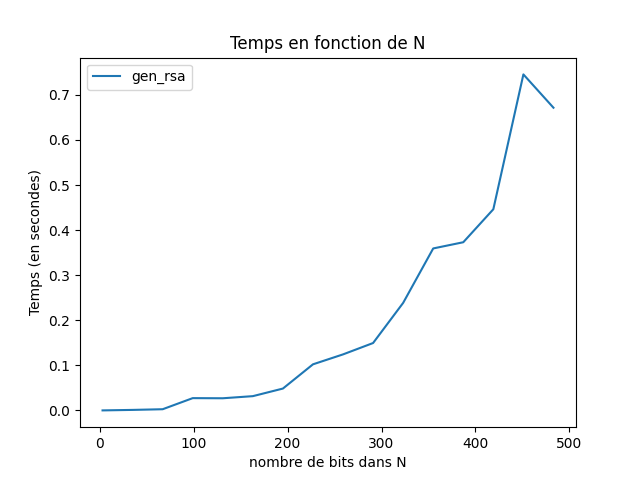 Temps en fonction de N
gen_rsa
Temps (en secondes)
0.7
0.6
0.5
0.4
0.3
0.2
0.1
0.0
0 100 200 300 400 500
nombre de bits dans N